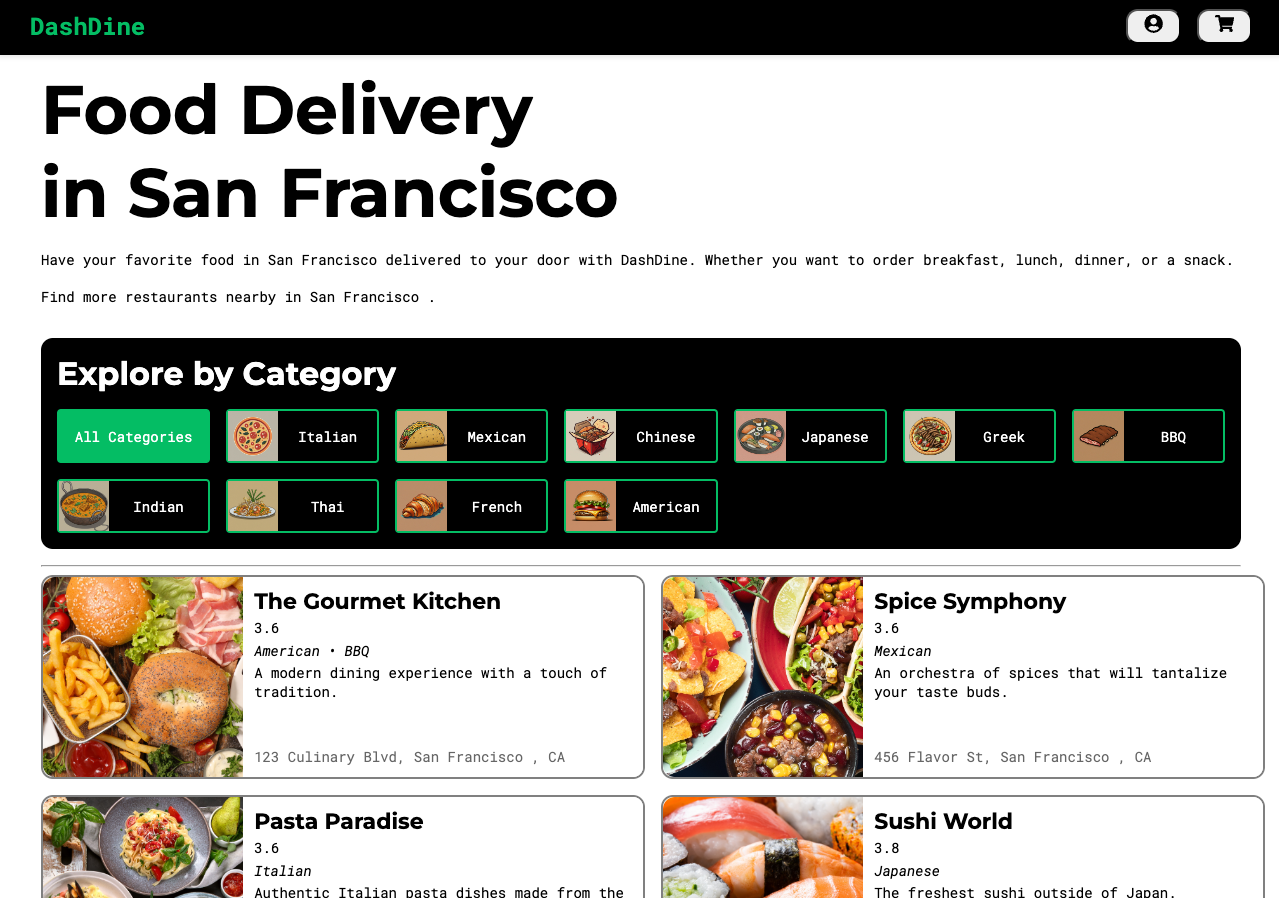 DashDine
Food Delivery
in San Francisco
Have your favorite food in San Francisco delivered to your door with DashDine. Whether you want to order breakfast, lunch, dinner, or a snack.
Find more restaurants nearby in San Francisco .
Explore by Category
All Categories
Italian
Mexican
Chinese
Japanese
Greek
BBQ
Indian
Thai
French
American
The Gourmet Kitchen
3.6
American • BBQ
A modern dining experience with a touch of
tradition.
123 Culinary Blvd, San Francisco , CA
Spice Symphony
3.6
Mexican
An orchestra of spices that will tantalize
your taste buds.
456 Flavor St, San Francisco , CA
Pasta Paradise
3.6
Italian
Authentic Italian pasta dishes made from the
Sushi World
3.8
Japanese
The freshest sushi outside of Japan.